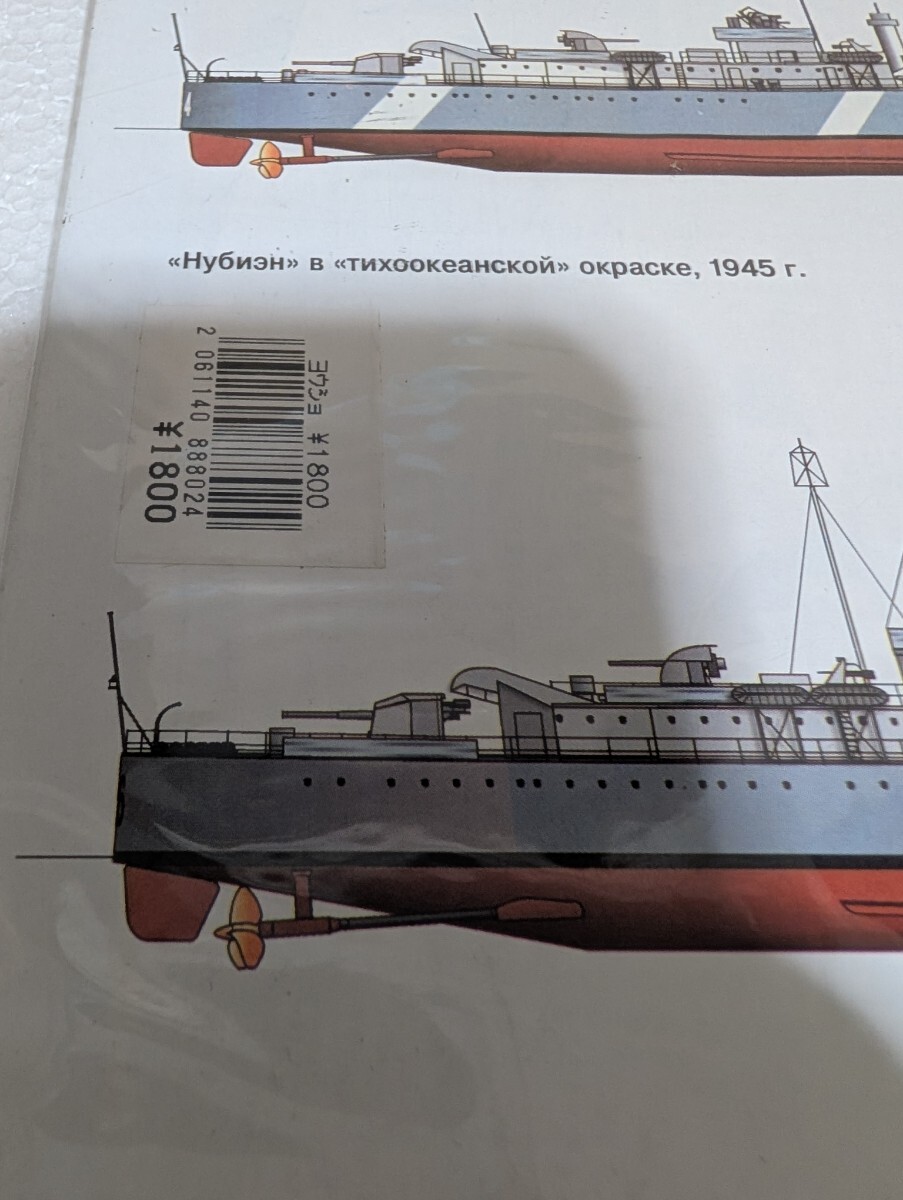 «Нубиэн» в «тихоокеанской» окраске, 1945 г.
ヨウショ ¥1800
2 061140 888024
¥1800